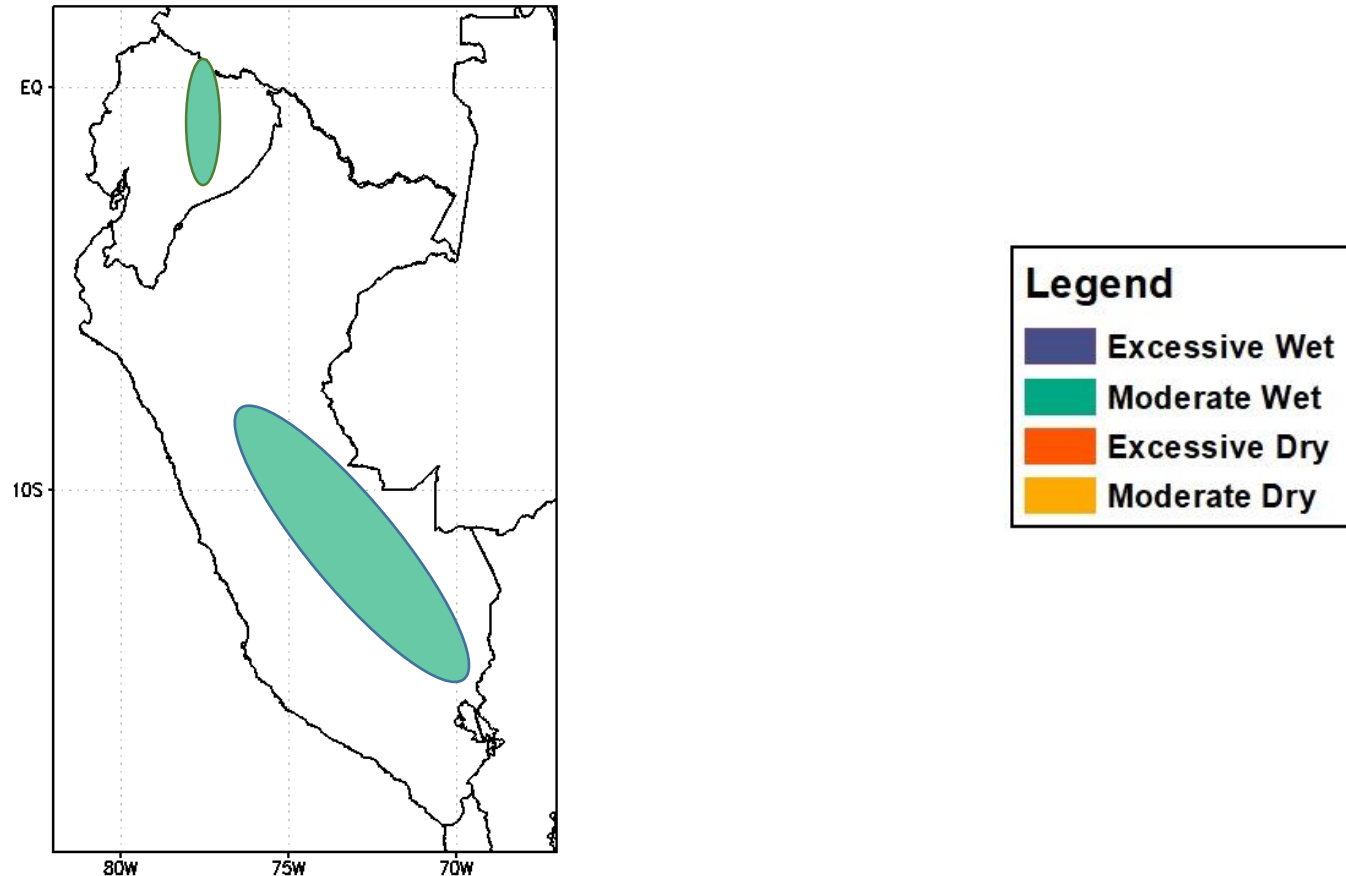 EQ
10S
80W
75W
70W
Legend
Excessive Wet
Moderate Wet
Excessive Dry
Moderate Dry